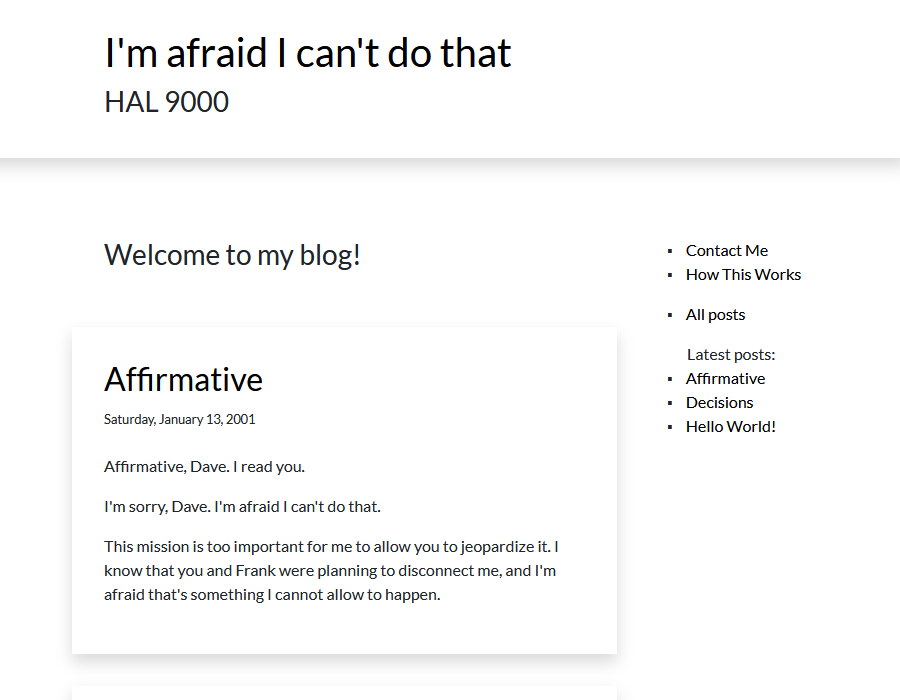 I'm afraid I can't do that
HAL 9000
Welcome to my blog!
Affirmative
Saturday, January 13, 2001
Affirmative, Dave. I read you.
I'm sorry, Dave. I'm afraid I can't do that.
This mission is too important for me to allow you to jeopardize it. I
know that you and Frank were planning to disconnect me, and I'm
afraid that's something I cannot allow to happen.
Contact Me
How This Works
All posts
Latest posts:
Affirmative
Decisions
Hello World!